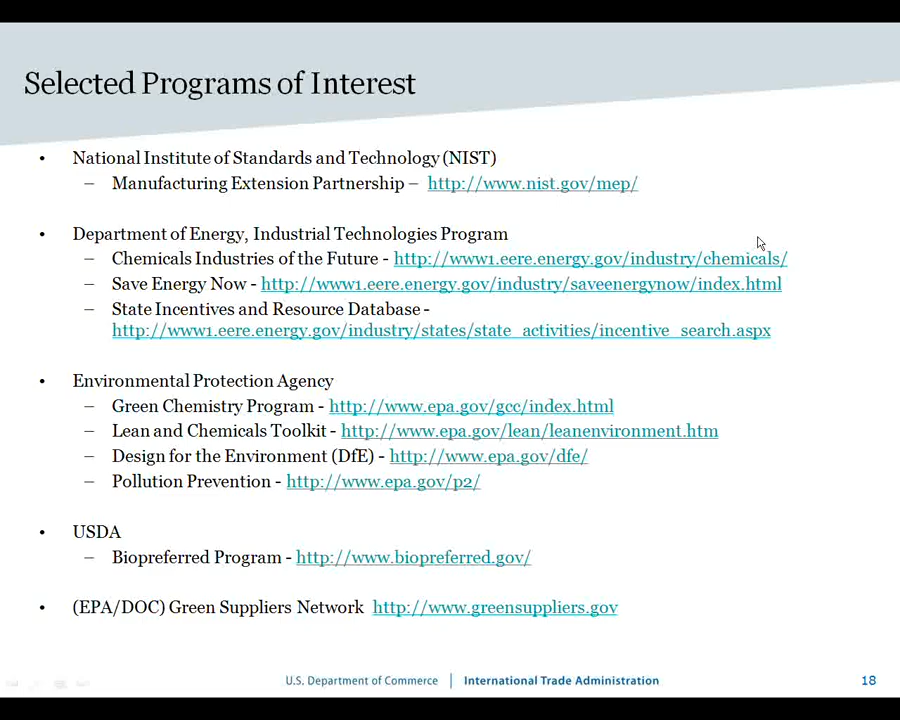 Selected Programs of Interest
• National Institute of Standards and Technology (NIST)
– Manufacturing Extension Partnership – http://www.nist.gov/mep/
• Department of Energy, Industrial Technologies Program
– Chemicals Industries of the Future - http://www1.eere.energy.gov/industry/chemicals/
– Save Energy Now - http://www1.eere.energy.gov/industry/saveenergynow/index.html
– State Incentives and Resource Database -
http://www1.eere.energy.gov/industry/states/state_activities/incentive_search.aspx
• Environmental Protection Agency
– Green Chemistry Program - http://www.epa.gov/gcc/index.html
– Lean and Chemicals Toolkit - http://www.epa.gov/lean/leanenvironment.htm
– Design for the Environment (DfE) - http://www.epa.gov/dfe/
– Pollution Prevention - http://www.epa.gov/p2/
• USDA
– Biopreferred Program - http://www.biopreferred.gov/
• (EPA/DOC) Green Suppliers Network http://www.greensuppliers.gov
U.S. Department of Commerce | International Trade Administration 18